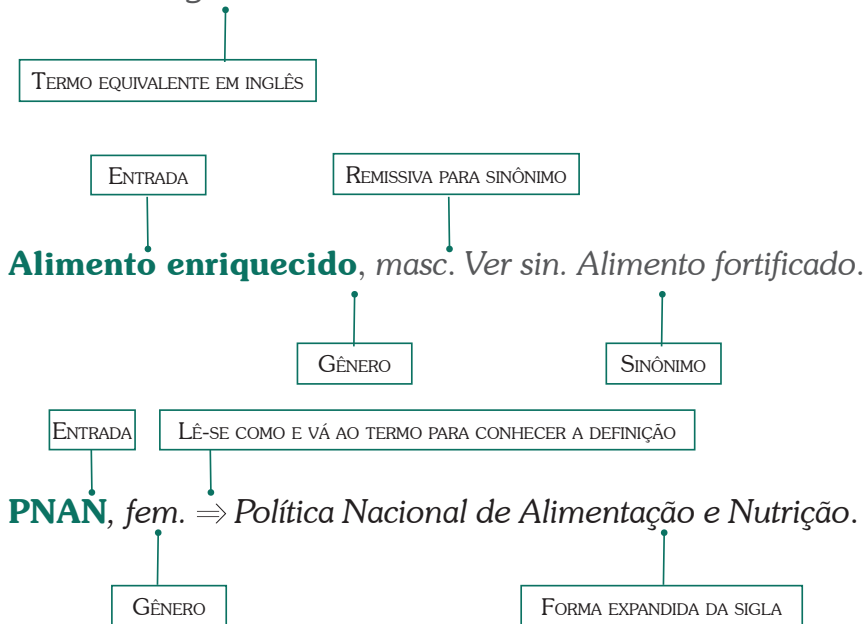 TERMO EQUIVALENTE EM INGLÊS
ENTRADA
REMISSIVA PARA SINÔNIMO
Alimento enriquecido, masc. Ver sin. Alimento fortificado.
GÊNERO
SINÔNIMO
ENTRADA
LÊ-SE COMO E VÁ AO TERMO PARA CONHECER A DEFINIÇÃO
PNAN, fem. ⇒ Política Nacional de Alimentação e Nutrição.
GÊNERO
FORMA EXPANDIDA DA SIGLA